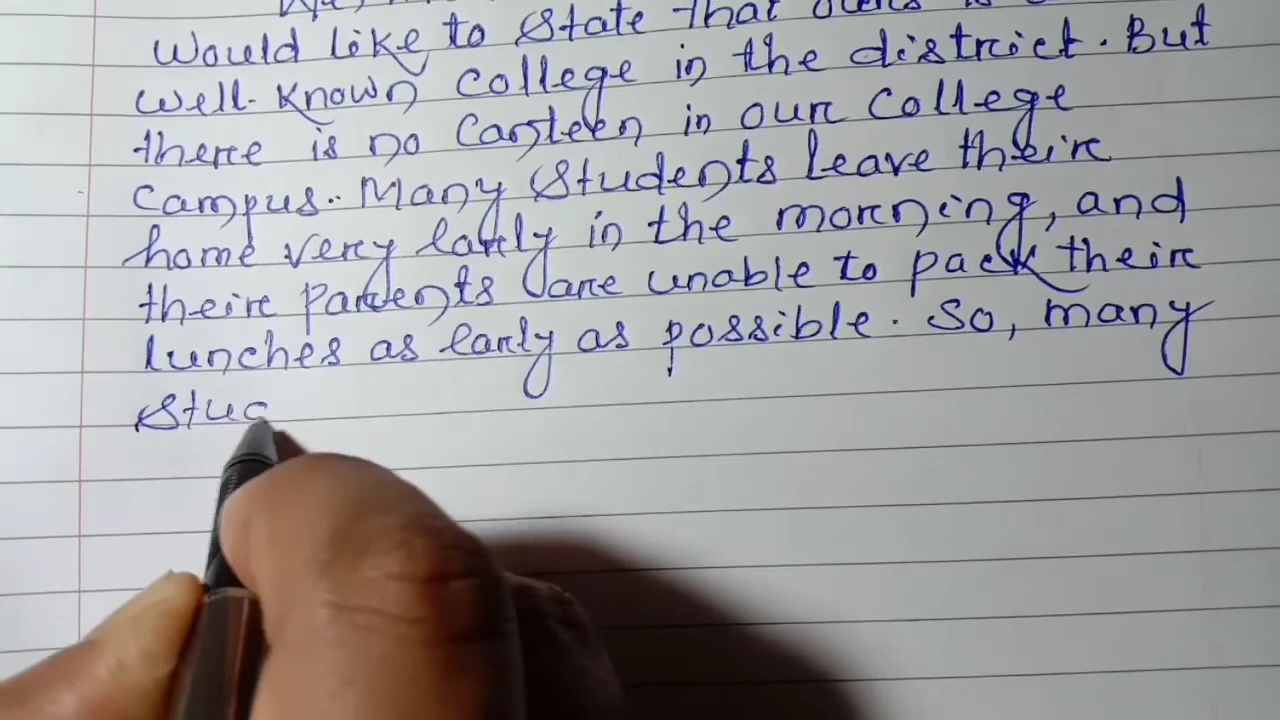 Would like to state that ours is
well-known college in the district. But
there is no Canteen in our college
campus. Many students leave their
home very early in the morning, and
their parents are unable to pack their
lunches as early as possible. So, many
stud